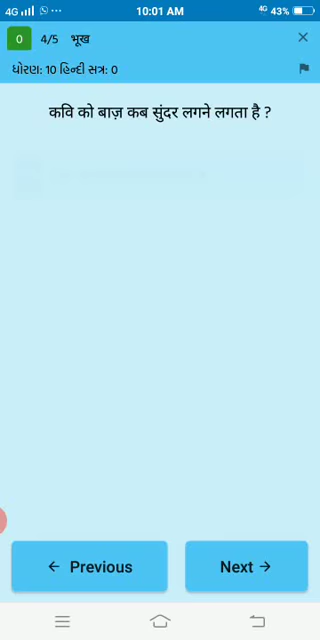 4G 10:01 AM 4G 43%
0 4/5 भूख ×
ધોરણ: 10 હિન્દી સત્ર: 0
कवि को बाज़ कब सुंदर लगने लगता है ?
← Previous Next →